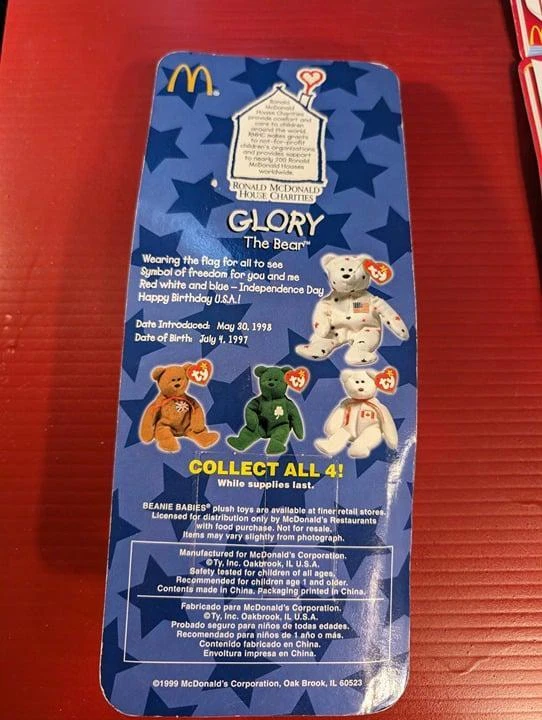 Ronald
McDonald
House Charities
provide comfort and
care to children
around the world.
RMHC makes grants
to not-for-profit
children's organizations
and provides support
to nearly 200 Ronald
McDonald Houses
worldwide.
RONALD MCDONALD
HOUSE CHARITIES
GLORY
The Bear™
Wearing the flag for all to see
Symbol of freedom for you and me
Red white and blue – Independence Day
Happy Birthday U.S.A.!
Date Introduced: May 30, 1998
Date of Birth: July 4, 1997
ty
ty
ty
ty
COLLECT ALL 4!
While supplies last.
BEANIE BABIES® plush toys are available at finer retail stores.
Licensed for distribution only by McDonald's Restaurants
with food purchase. Not for resale.
Items may vary slightly from photograph.
Manufactured for McDonald's Corporation.
©Ty, Inc. Oakbrook, IL U.S.A.
Safety tested for children of all ages.
Recommended for children age 1 and older.
Contents made in China. Packaging printed in China.
Fabricado para McDonald's Corporation.
©Ty, Inc. Oakbrook, IL U.S.A.
Probado seguro para niños de todas edades.
Recomendado para niños de 1 año o más.
Contenido fabricado en China.
Envoltura impresa en China.
©1999 McDonald's Corporation, Oak Brook, IL 60523